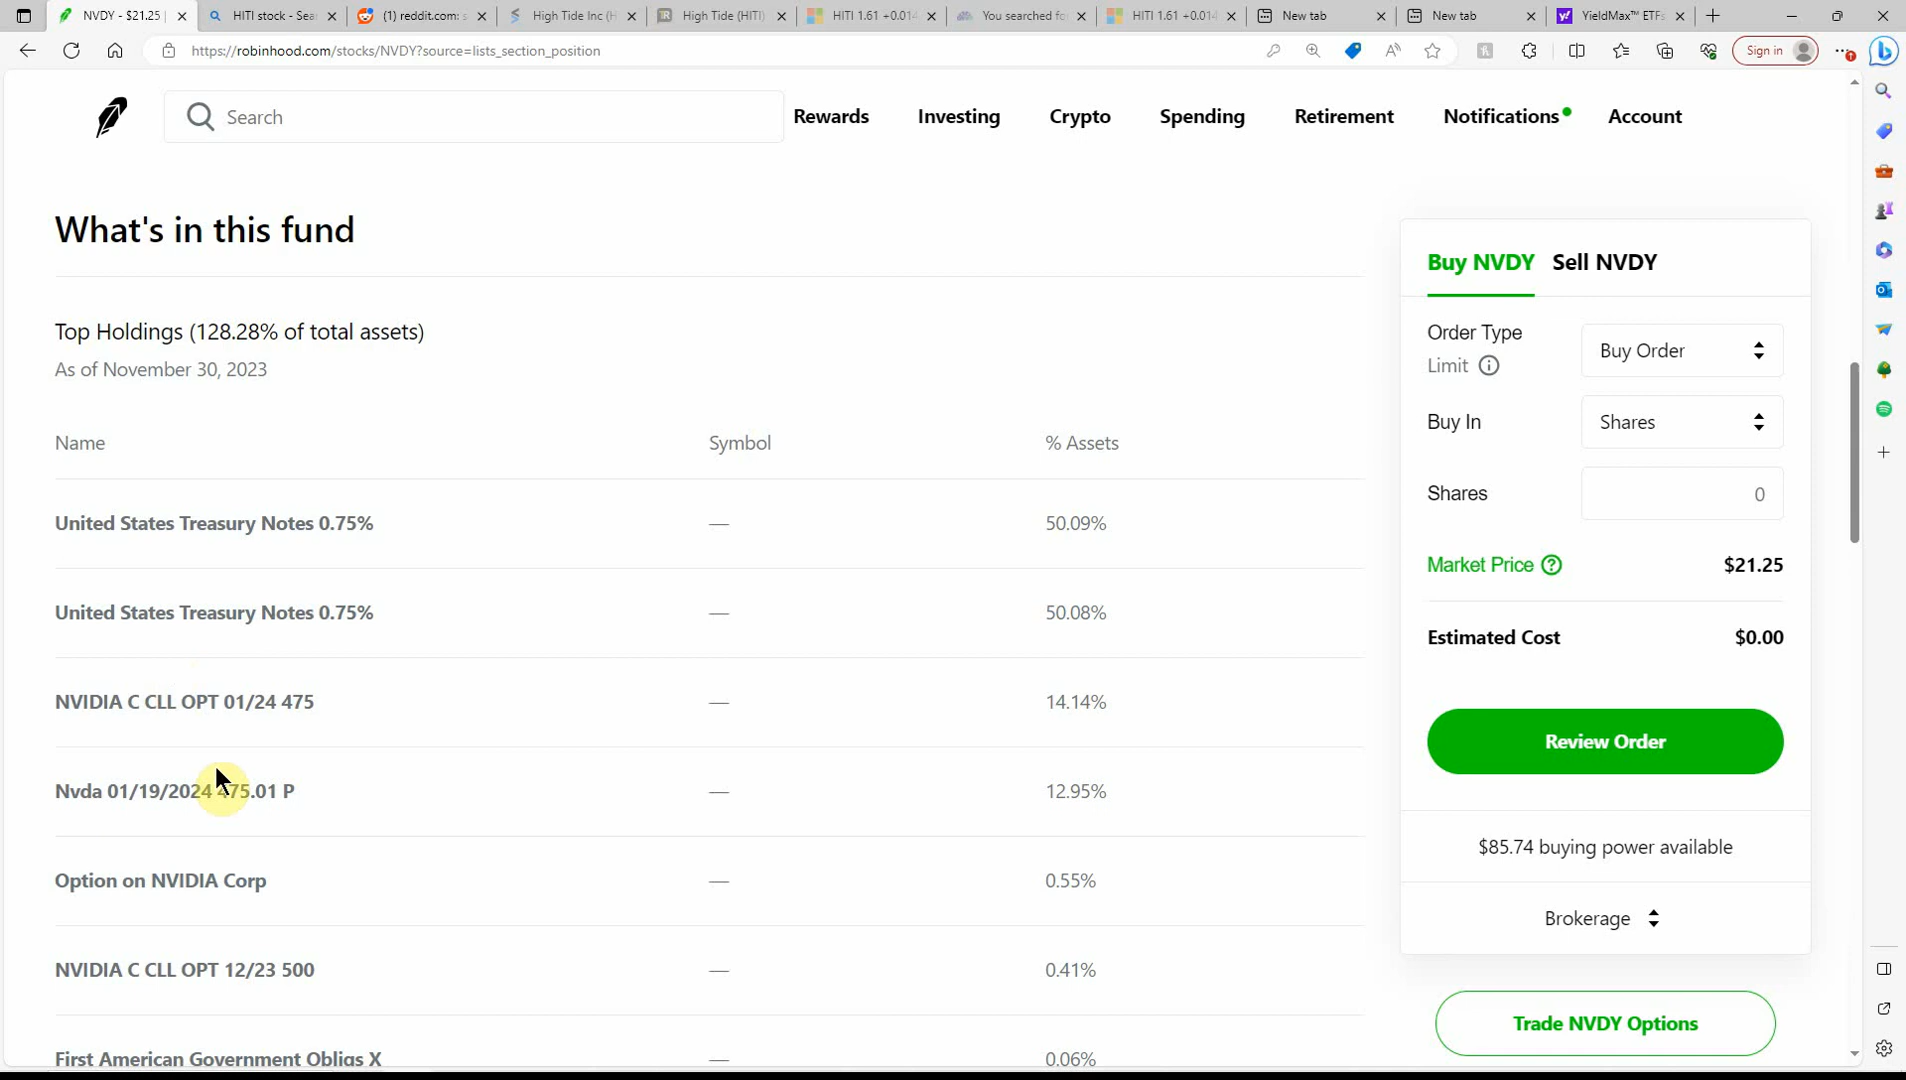 NVDY - $21.25
HITI stock - Sea
(1) reddit.com: s
High Tide Inc (H
High Tide (HITI)
HITI 1.61 +0.014
You searched fo
HITI 1.61 +0.014
New tab
New tab
YieldMax™ ETFs
https://robinhood.com/stocks/NVDY?source=lists_section_position
Sign in
Search
Rewards
Investing
Crypto
Spending
Retirement
Notifications
Account
What's in this fund
Top Holdings (128.28% of total assets)
As of November 30, 2023
Name Symbol % Assets
United States Treasury Notes 0.75% — 50.09%
United States Treasury Notes 0.75% — 50.08%
NVIDIA C CLL OPT 01/24 475 — 14.14%
Nvda 01/19/2024 475.01 P — 12.95%
Option on NVIDIA Corp — 0.55%
NVIDIA C CLL OPT 12/23 500 — 0.41%
First American Government Obligs X — 0.06%
Buy NVDY Sell NVDY
Order Type
Limit
Buy Order
Buy In Shares
Shares 0
Market Price $21.25
Estimated Cost $0.00
Review Order
$85.74 buying power available
Brokerage
Trade NVDY Options